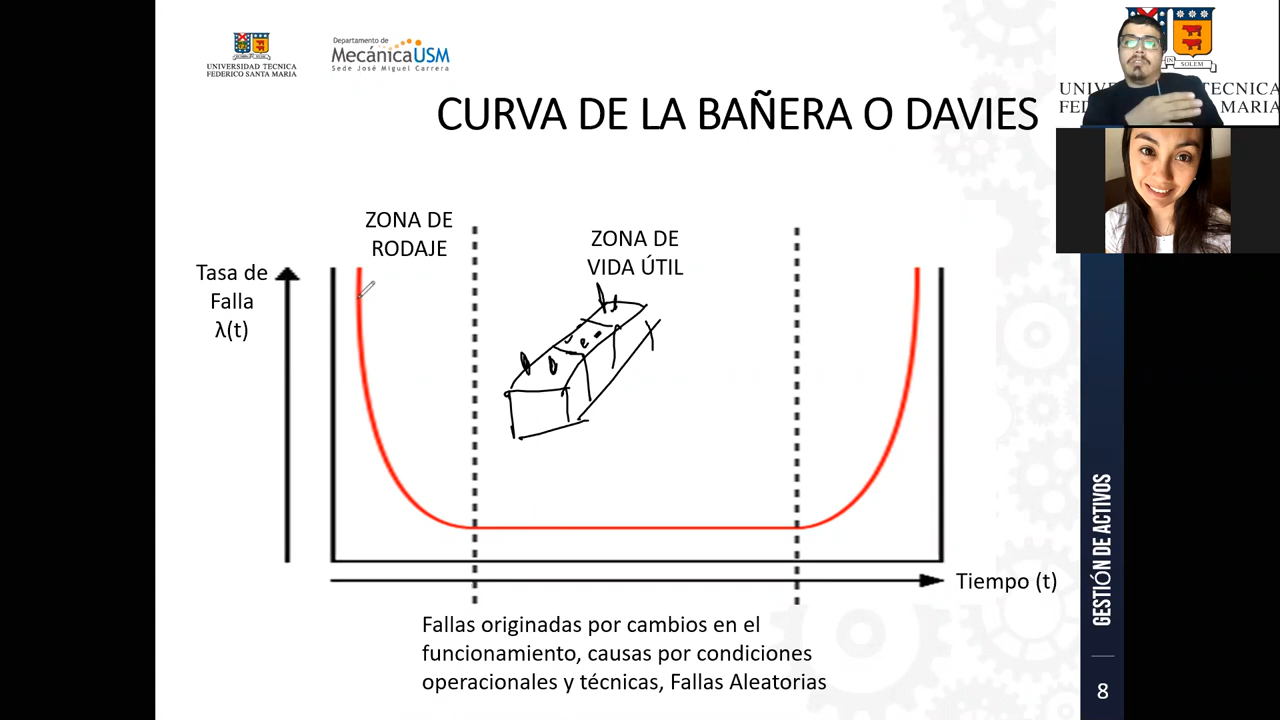 UNIVERSIDAD TECNICA
FEDERICO SANTA MARIA
Departamento de
MecánicaUSM
Sede José Miguel Carrera
SOLEM
CURVA DE LA BAÑERA O DAVIES
ZONA DE
RODAJE
ZONA DE
VIDA ÚTIL
Tasa de
Falla
λ(t)
Tiempo (t)
Fallas originadas por cambios en el
funcionamiento, causas por condiciones
operacionales y técnicas, Fallas Aleatorias
GESTIÓN DE ACTIVOS
8